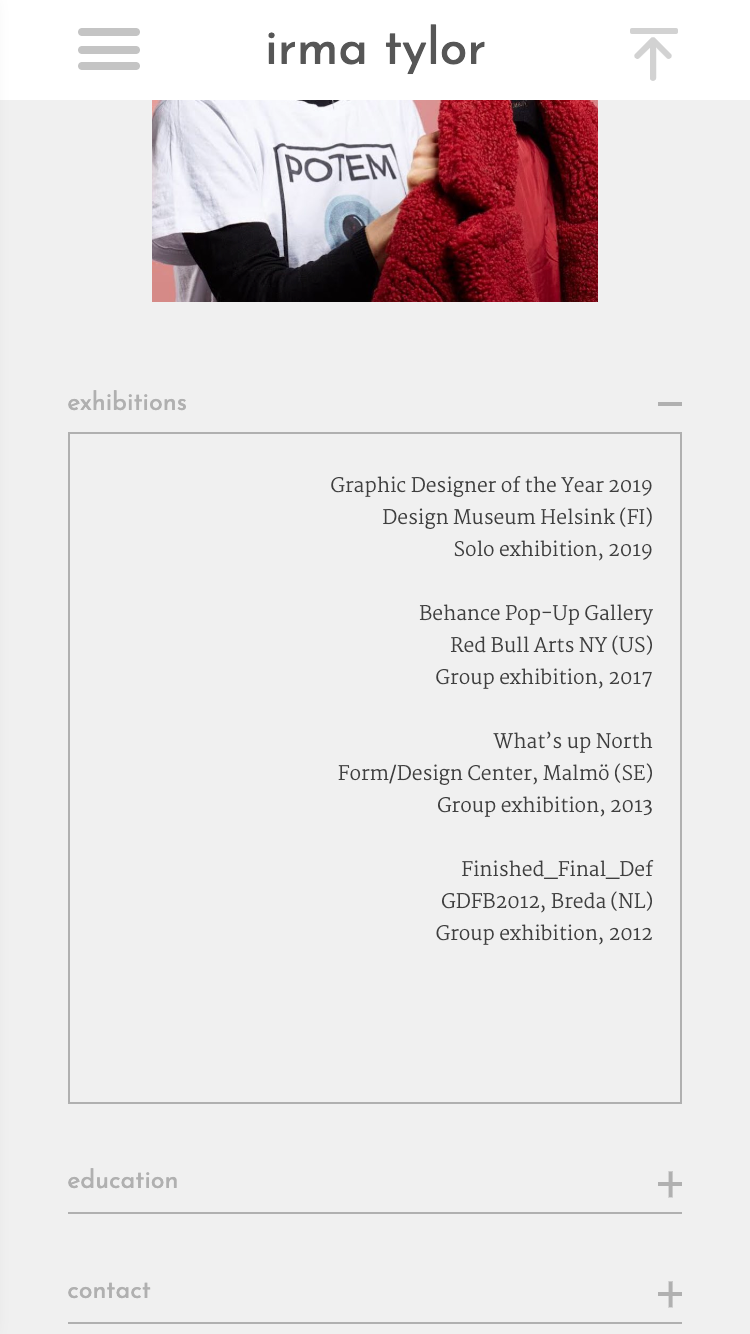 irma tylor
POTEM
exhibitions
Graphic Designer of the Year 2019
Design Museum Helsink (FI)
Solo exhibition, 2019
Behance Pop-Up Gallery
Red Bull Arts NY (US)
Group exhibition, 2017
What’s up North
Form/Design Center, Malmö (SE)
Group exhibition, 2013
Finished_Final_Def
GDFB2012, Breda (NL)
Group exhibition, 2012
education
contact